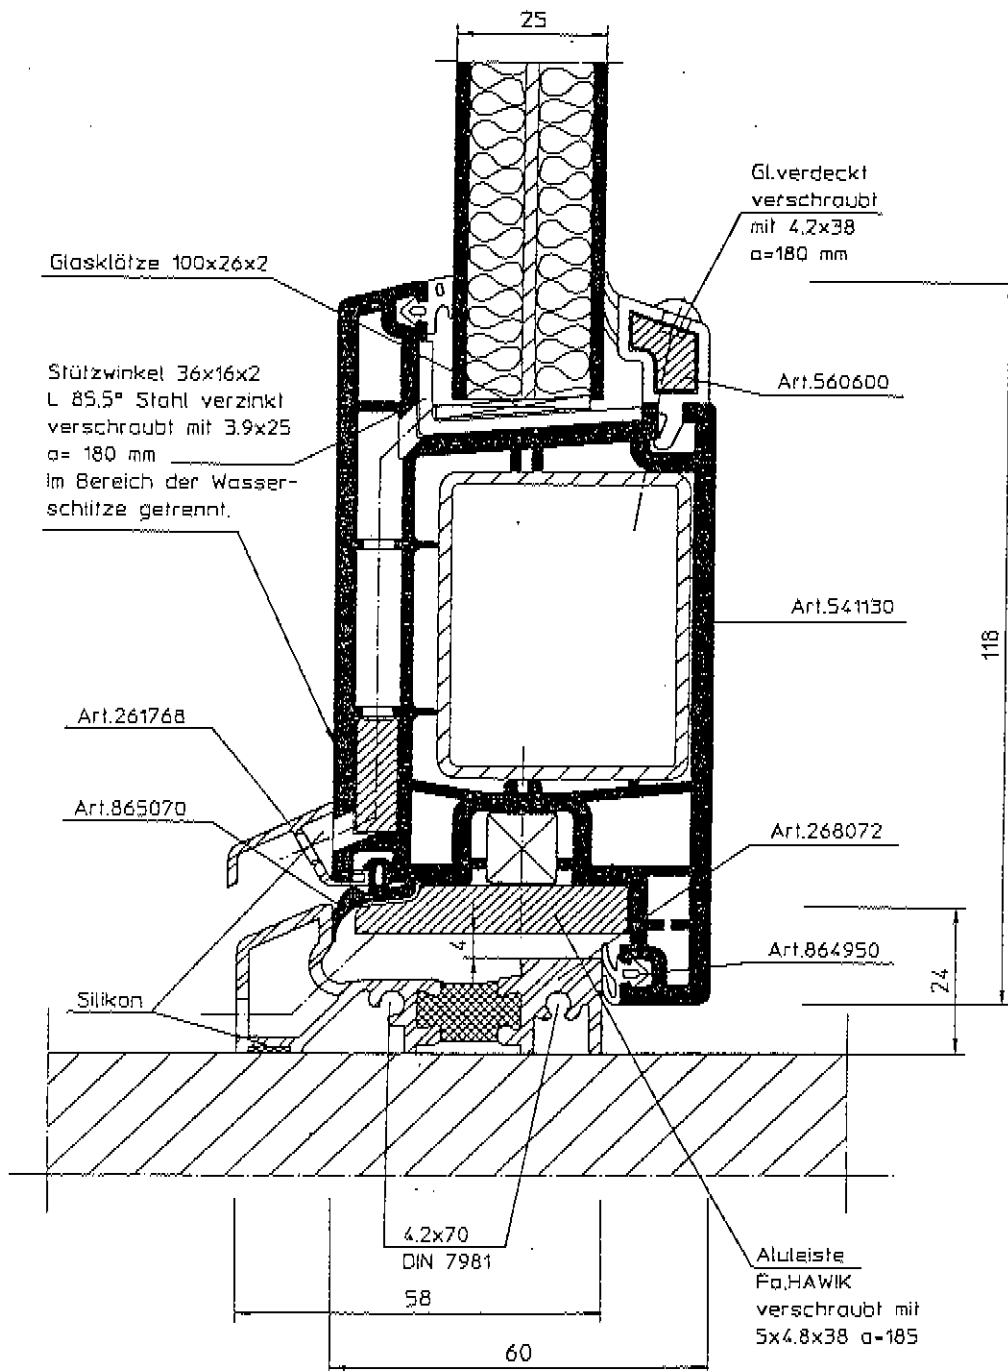 25
Gl.verdeckt
verschraubt
mit 4,2x38
a=180 mm
Glasklötze 100x26x2
Stützwinkel 36x16x2
L 85,5° Stahl verzinkt
verschraubt mit 3.9x25
a= 180 mm
Im Bereich der Wasser-
schlitze getrennt.
Art.560600
Art.541130
118
Art.261768
Art.865070
Art.268072
4
Art.864950
24
Silikon
4.2x70
DIN 7981
Aluleiste
Fa,HAWIK
verschraubt mit
5x4.8x38 a=185
58
60